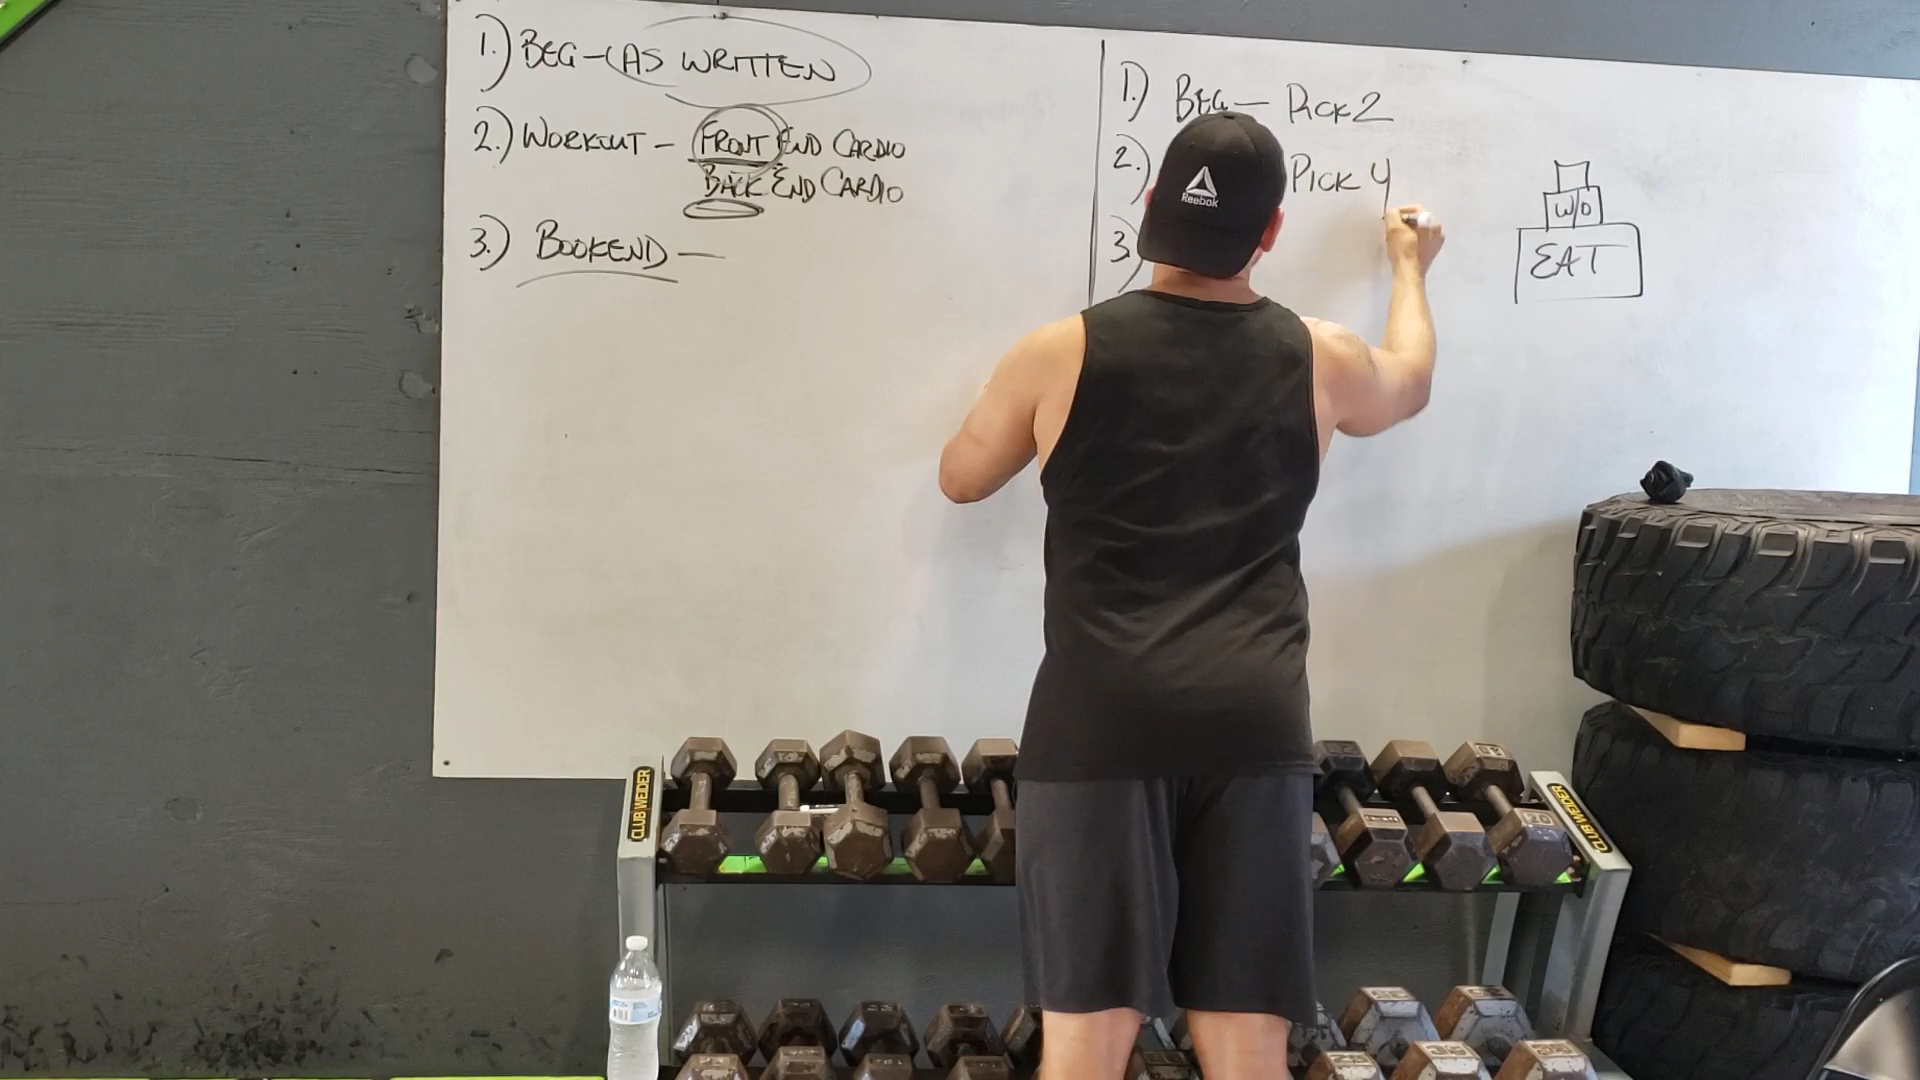 1.) BEG - (AS WRITTEN
2.) WORKOUT - FRONT END CARDIO
BACK END CARDIO
3.) BOOKEND -
1.) BEG - PICK 2
2.) PICK 4
3)
W/O
EAT
Reebok
CLUB WEIDER
CLUB WEIDER